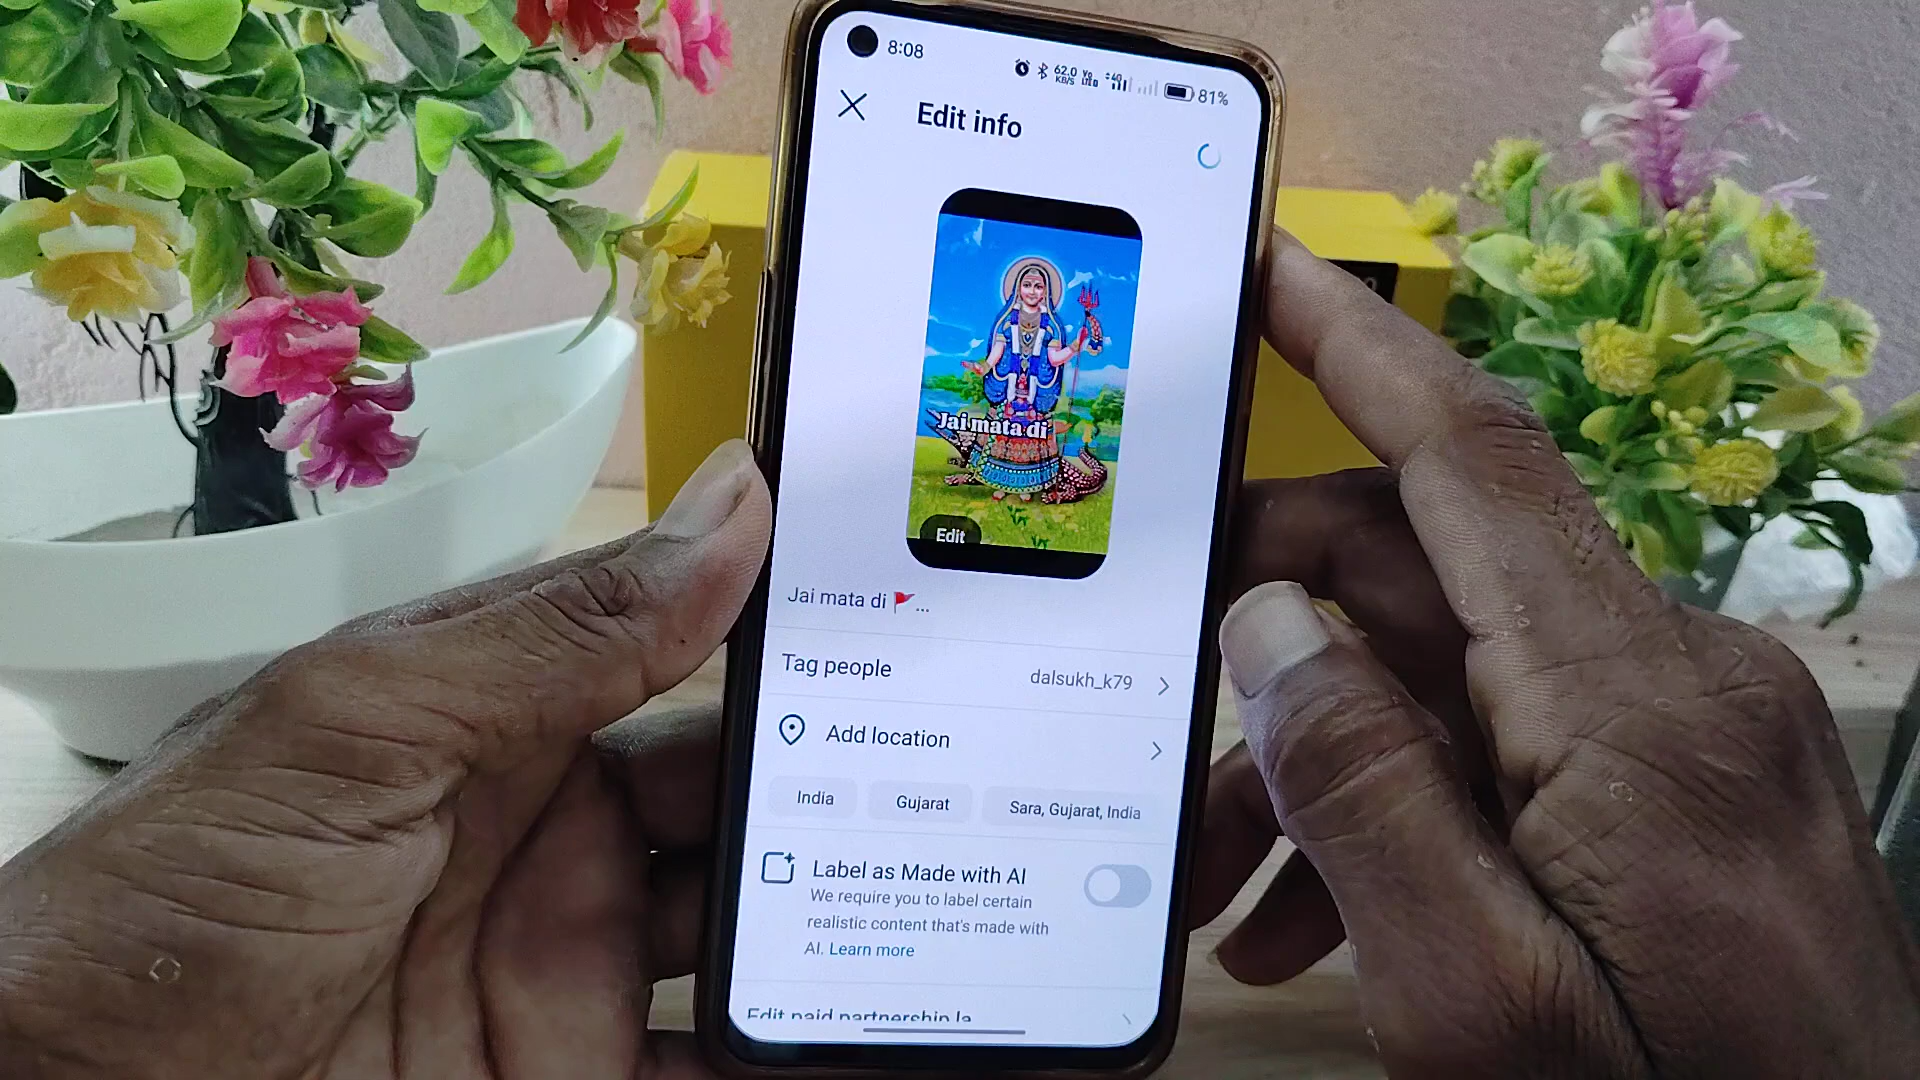 8:08
62.0 KB/S
4G
81%
Edit info
Jai mata di
Edit
Jai mata di 🚩...
Tag people
dalsukh_k79
Add location
India
Gujarat
Sara, Gujarat, India
Label as Made with AI
We require you to label certain
realistic content that's made with
AI. Learn more
Edit paid partnership la